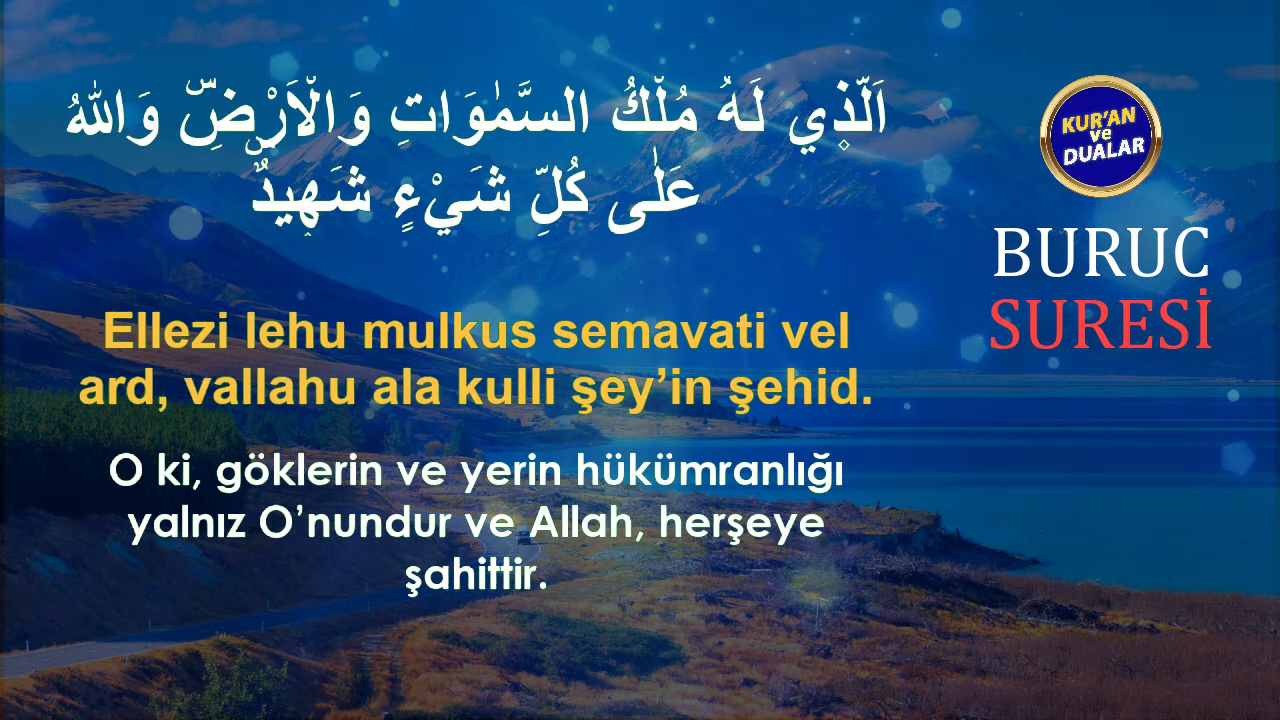 اَلَّذ۪ي لَهُ مُلْكُ السَّمٰوَاتِ وَالْاَرْضِۜ وَاللّٰهُ
عَلٰى كُلِّ شَيْءٍ شَه۪يدٌۜ
Ellezi lehu mulkus semavati vel
ard, vallahu ala kulli şey’in şehid.
O ki, göklerin ve yerin hükümranlığı
yalnız O’nundur ve Allah, herşeye
şahittir.
KUR’AN
ve
DUALAR
BURUC
SURESİ